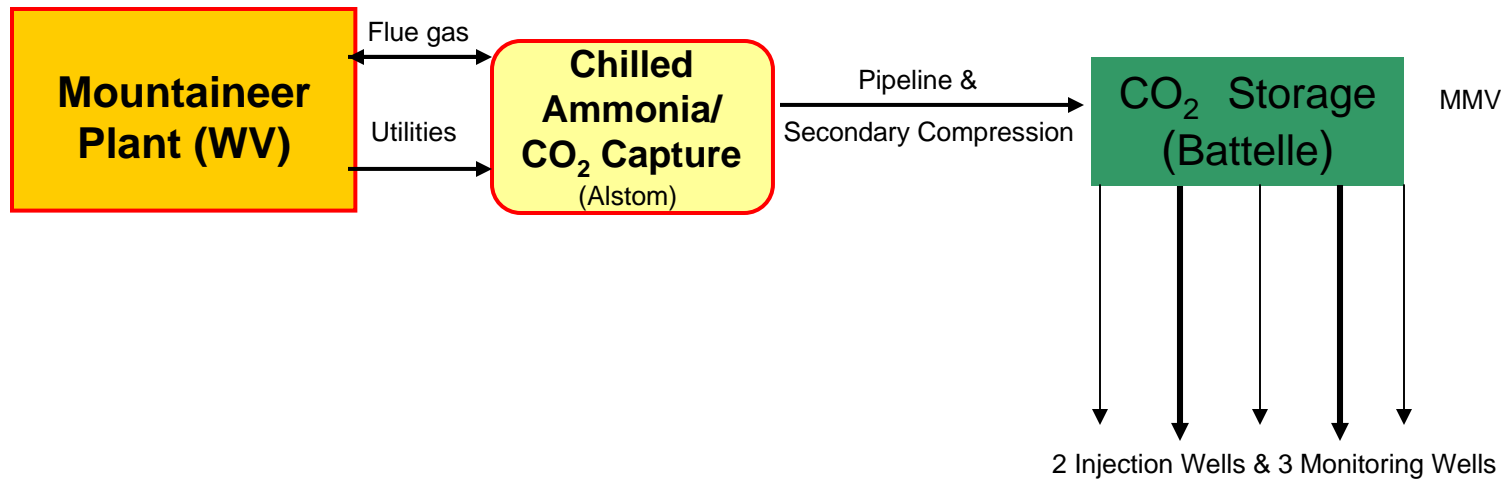 Mountaineer
Plant (WV)
Flue gas
Utilities
Chilled
Ammonia/
CO₂ Capture
(Alstom)
Pipeline &
Secondary Compression
CO₂ Storage
(Battelle)
MMV
2 Injection Wells & 3 Monitoring Wells